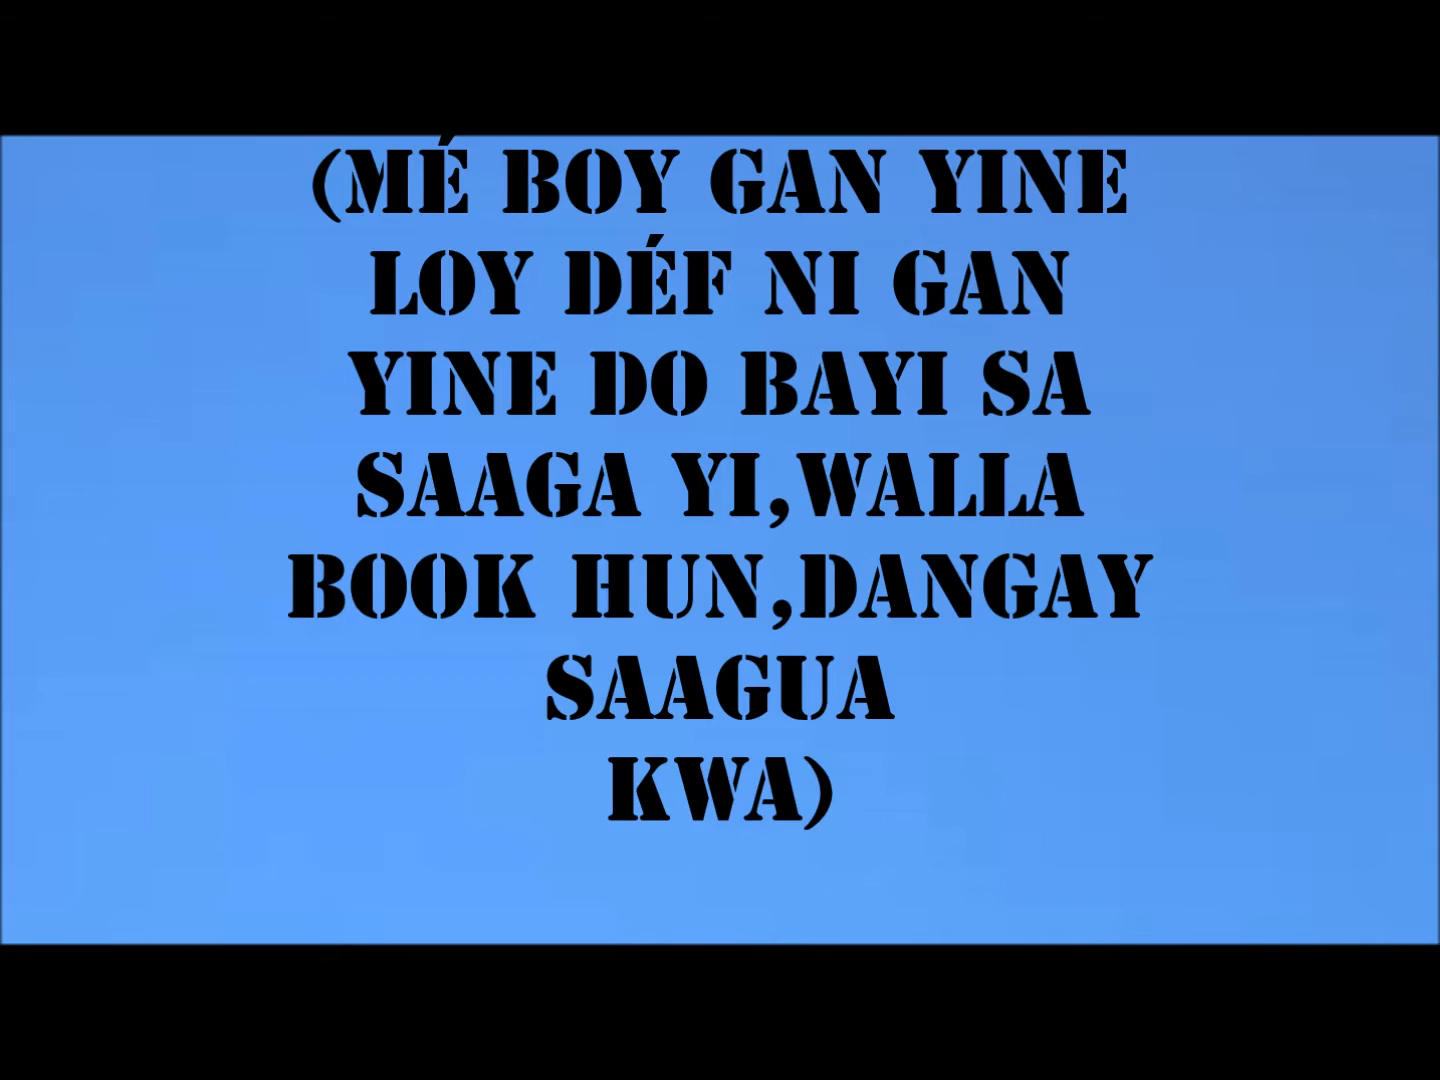 (MÉ BOY GAN YINE
LOY DÉF NI GAN
YINE DO BAYI SA
SAAGA YI,WALLA
BOOK HUN,DANGAY
SAAGUA
KWA)